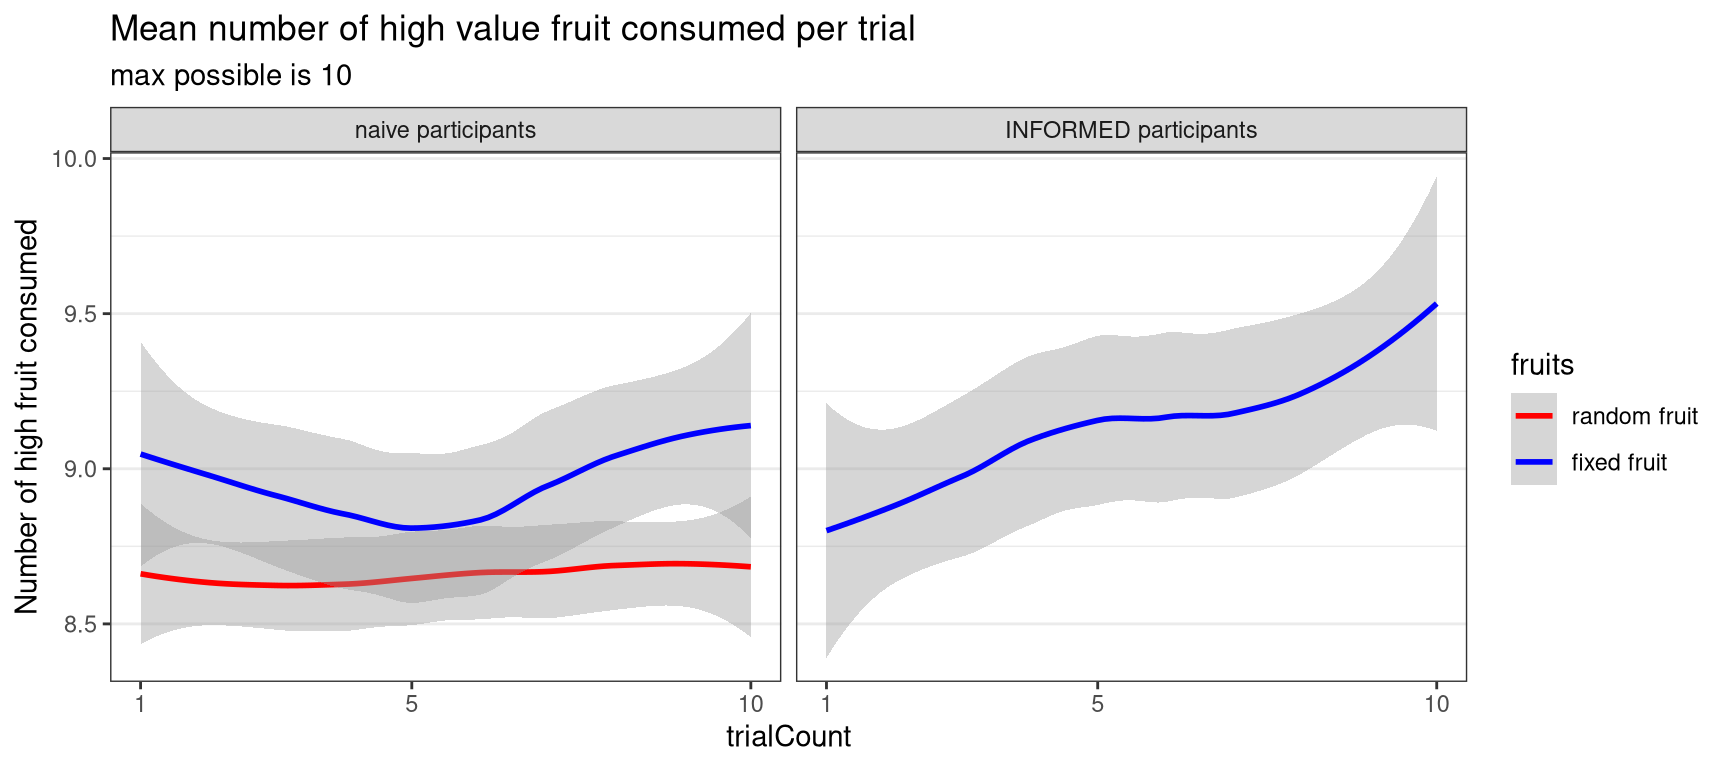 Mean number of high value fruit consumed per trial
max possible is 10
naive participants
INFORMED participants
Number of high fruit consumed
10.0
9.5
9.0
8.5
1
5
10
1
5
10
trialCount
fruits
random fruit
fixed fruit